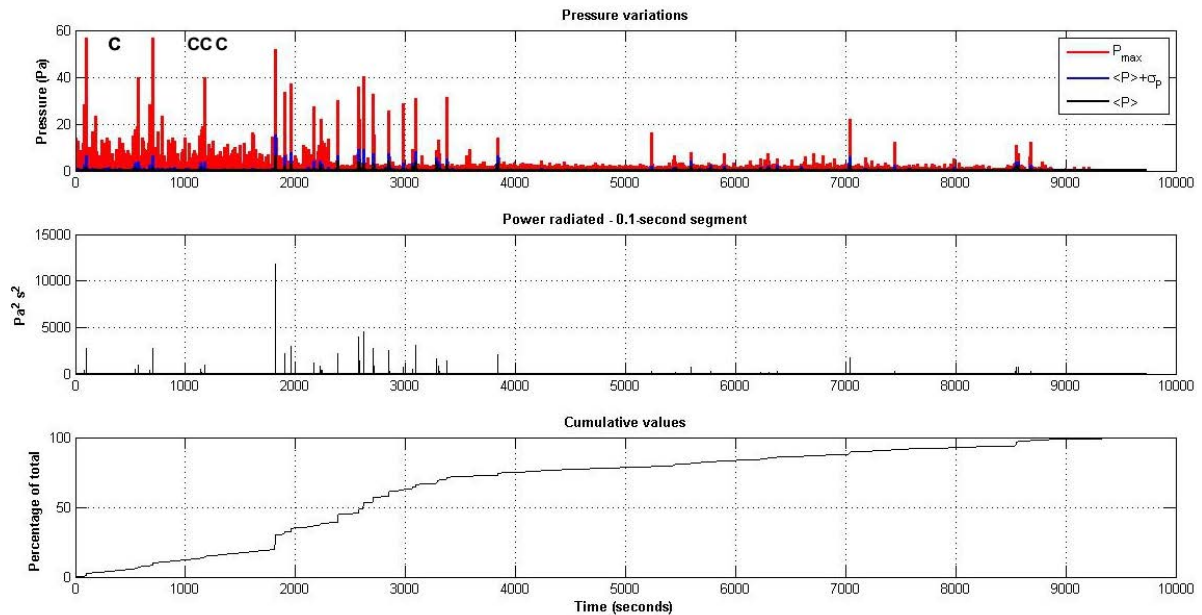 Pressure variations
Pressure (Pa)
60
40
20
0
C
CC C
P_max
<P>+σ_p
<P>
0 1000 2000 3000 4000 5000 6000 7000 8000 9000 10000
Power radiated - 0.1-second segment
Pa² s²
15000
10000
5000
0
0 1000 2000 3000 4000 5000 6000 7000 8000 9000 10000
Cumulative values
Percentage of total
100
50
0
0 1000 2000 3000 4000 5000 6000 7000 8000 9000 10000
Time (seconds)